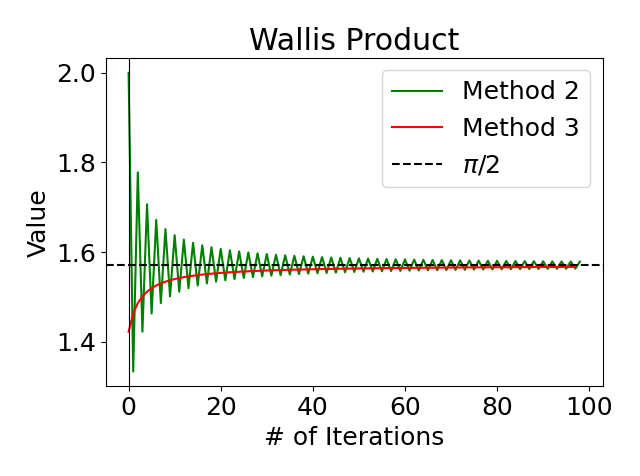 Wallis Product
Method 2
Method 3
π/2
Value
2.0
1.8
1.6
1.4
0 20 40 60 80 100
# of Iterations